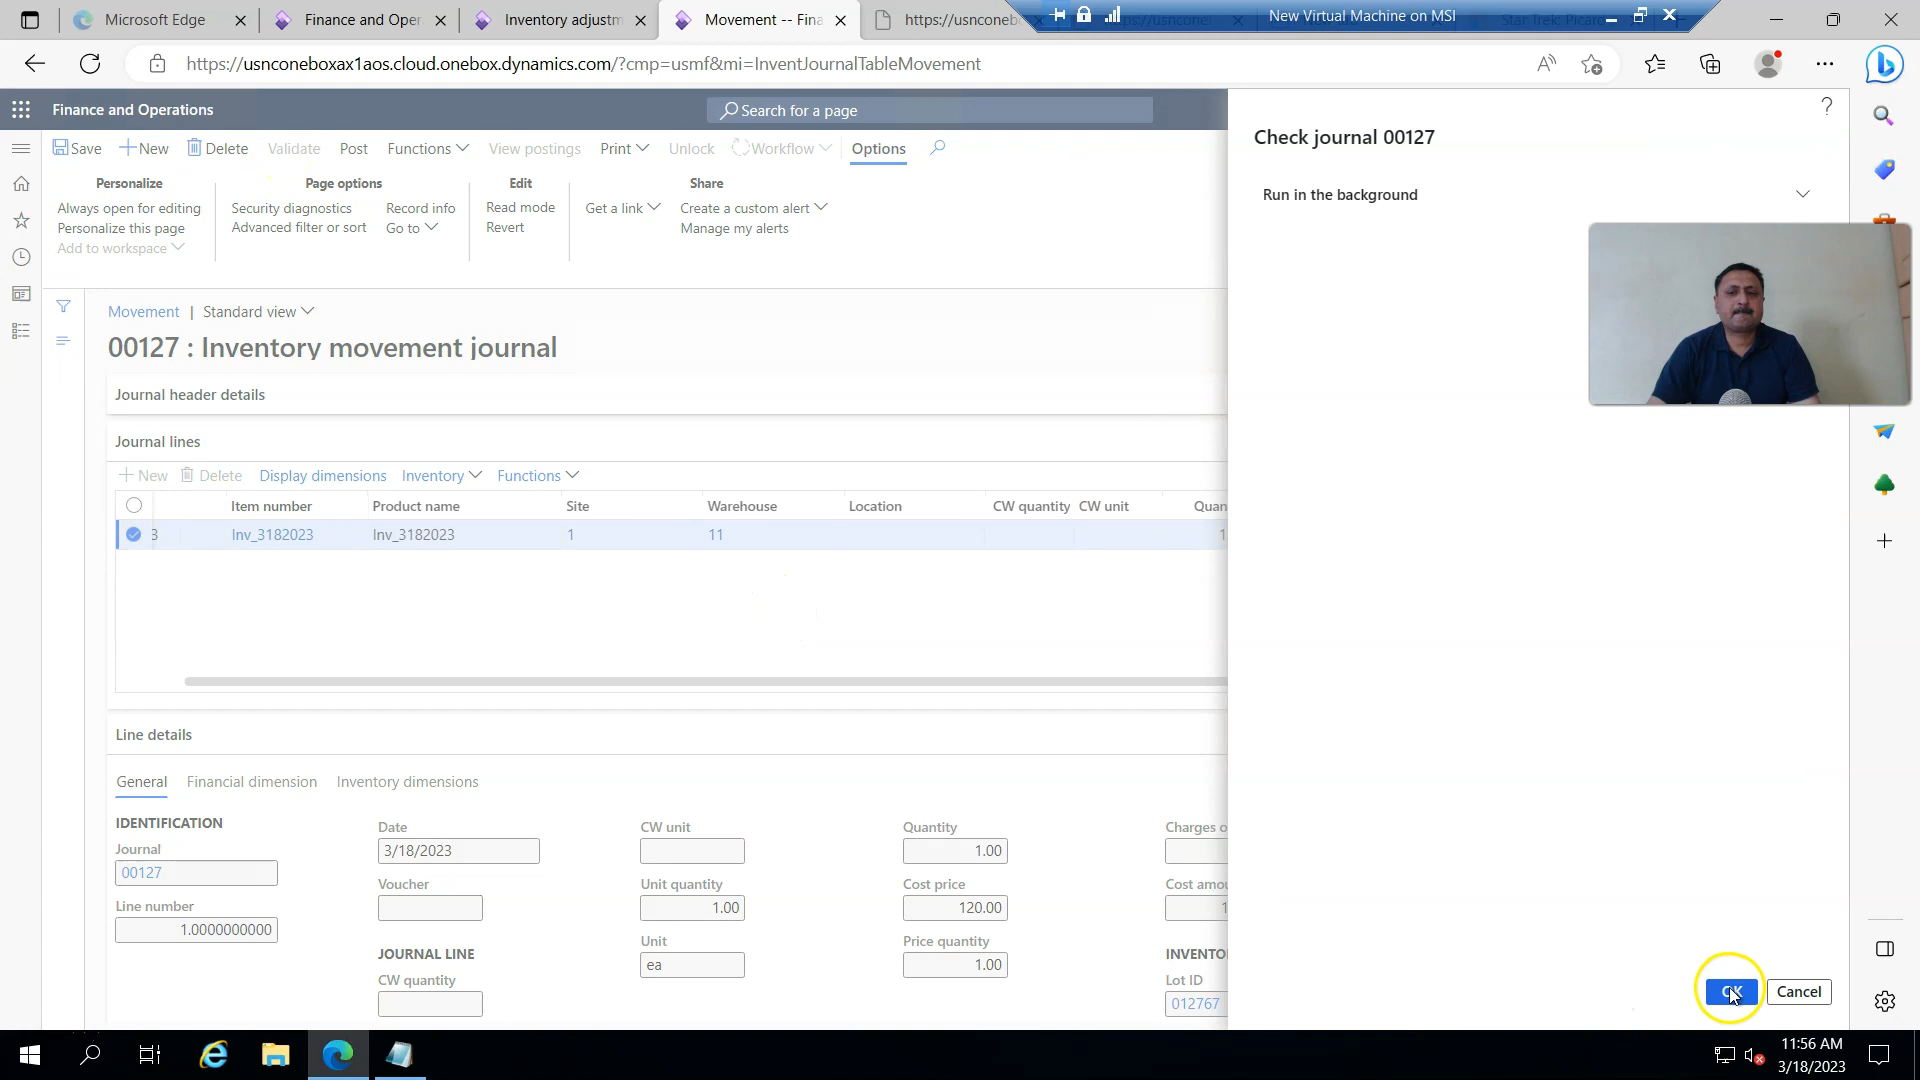 Microsoft Edge
Finance and Oper
Inventory adjustm
Movement -- Fina
https://usnconebo
New Virtual Machine on MSI
https://usnconeboxax1aos.cloud.onebox.dynamics.com/?cmp=usmf&mi=InventJournalTableMovement
Finance and Operations
Search for a page
?
Save New Delete Validate Post Functions View postings Print Unlock Workflow Options
Personalize
Always open for editing
Personalize this page
Add to workspace
Page options
Security diagnostics
Advanced filter or sort
Record info
Go to
Edit
Read mode
Revert
Share
Get a link
Create a custom alert
Manage my alerts
Check journal 00127
Run in the background
Movement | Standard view
00127 : Inventory movement journal
Journal header details
Journal lines
New Delete Display dimensions Inventory Functions
Item number Product name Site Warehouse Location CW quantity CW unit Quan
3 Inv_3182023 Inv_3182023 1 11 1
Line details
General Financial dimension Inventory dimensions
IDENTIFICATION
Journal
00127
Line number
1.0000000000
Date
3/18/2023
Voucher
JOURNAL LINE
CW quantity
CW unit
Unit quantity
1.00
Unit
ea
Quantity
1.00
Cost price
120.00
Price quantity
1.00
Charges o
Cost amou
1
INVENTO
Lot ID
012767
OK
Cancel
11:56 AM
3/18/2023